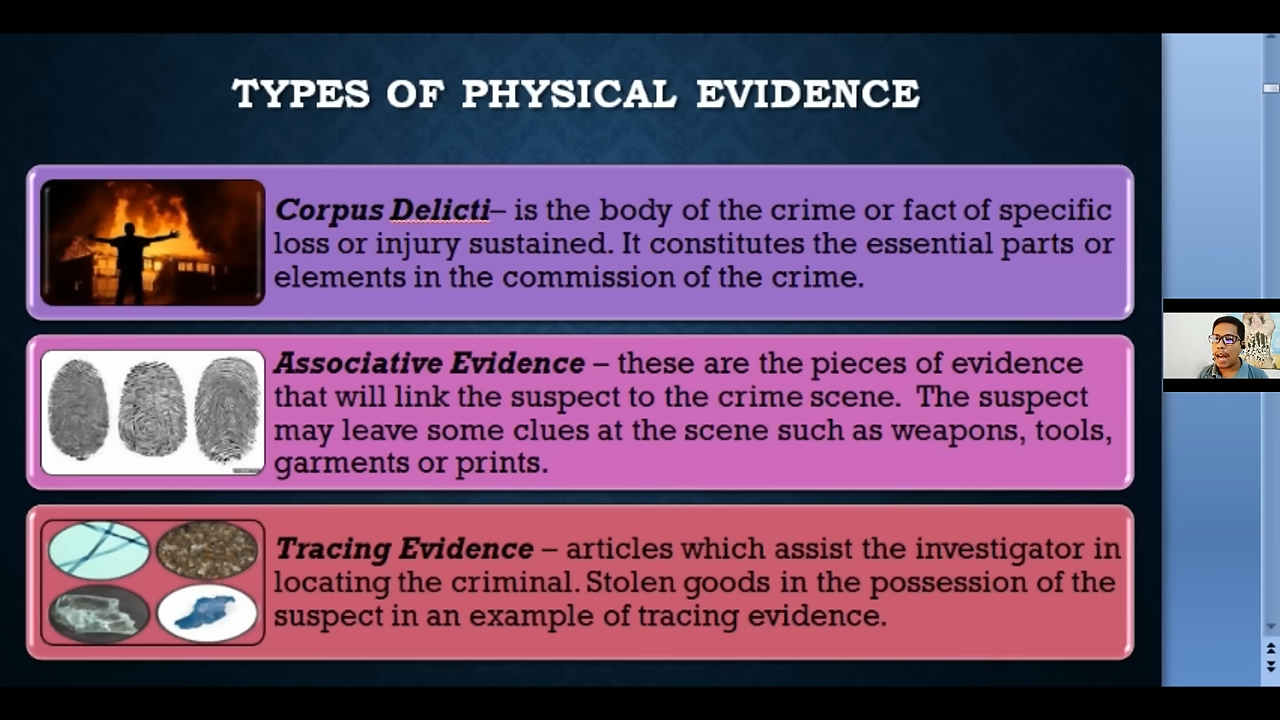 TYPES OF PHYSICAL EVIDENCE
Corpus Delicti– is the body of the crime or fact of specific
loss or injury sustained. It constitutes the essential parts or
elements in the commission of the crime.
Associative Evidence – these are the pieces of evidence
that will link the suspect to the crime scene. The suspect
may leave some clues at the scene such as weapons, tools,
garments or prints.
Tracing Evidence – articles which assist the investigator in
locating the criminal. Stolen goods in the possession of the
suspect in an example of tracing evidence.